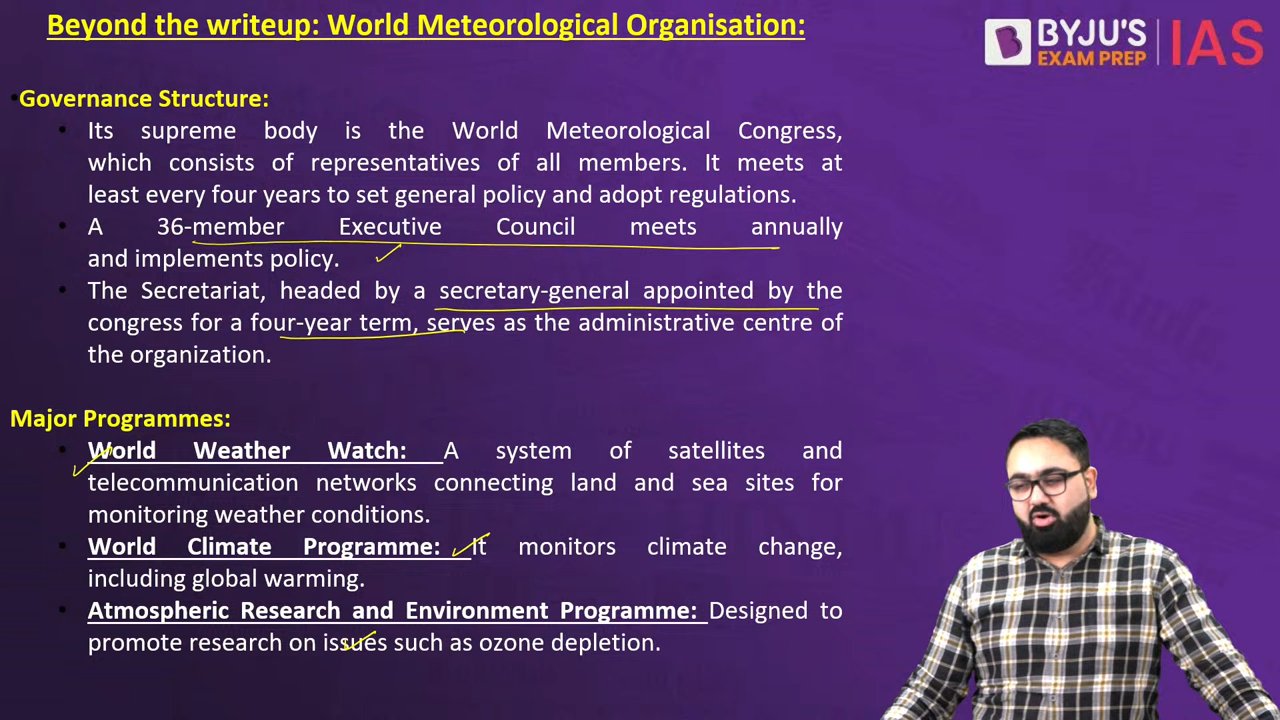 Beyond the writeup: World Meteorological Organisation:
BYJU'S
EXAM PREP
IAS
•Governance Structure:
• Its supreme body is the World Meteorological Congress,
which consists of representatives of all members. It meets at
least every four years to set general policy and adopt regulations.
• A 36-member Executive Council meets annually
and implements policy.
• The Secretariat, headed by a secretary-general appointed by the
congress for a four-year term, serves as the administrative centre of
the organization.
Major Programmes:
• World Weather Watch: A system of satellites and
telecommunication networks connecting land and sea sites for
monitoring weather conditions.
• World Climate Programme: It monitors climate change,
including global warming.
• Atmospheric Research and Environment Programme: Designed to
promote research on issues such as ozone depletion.